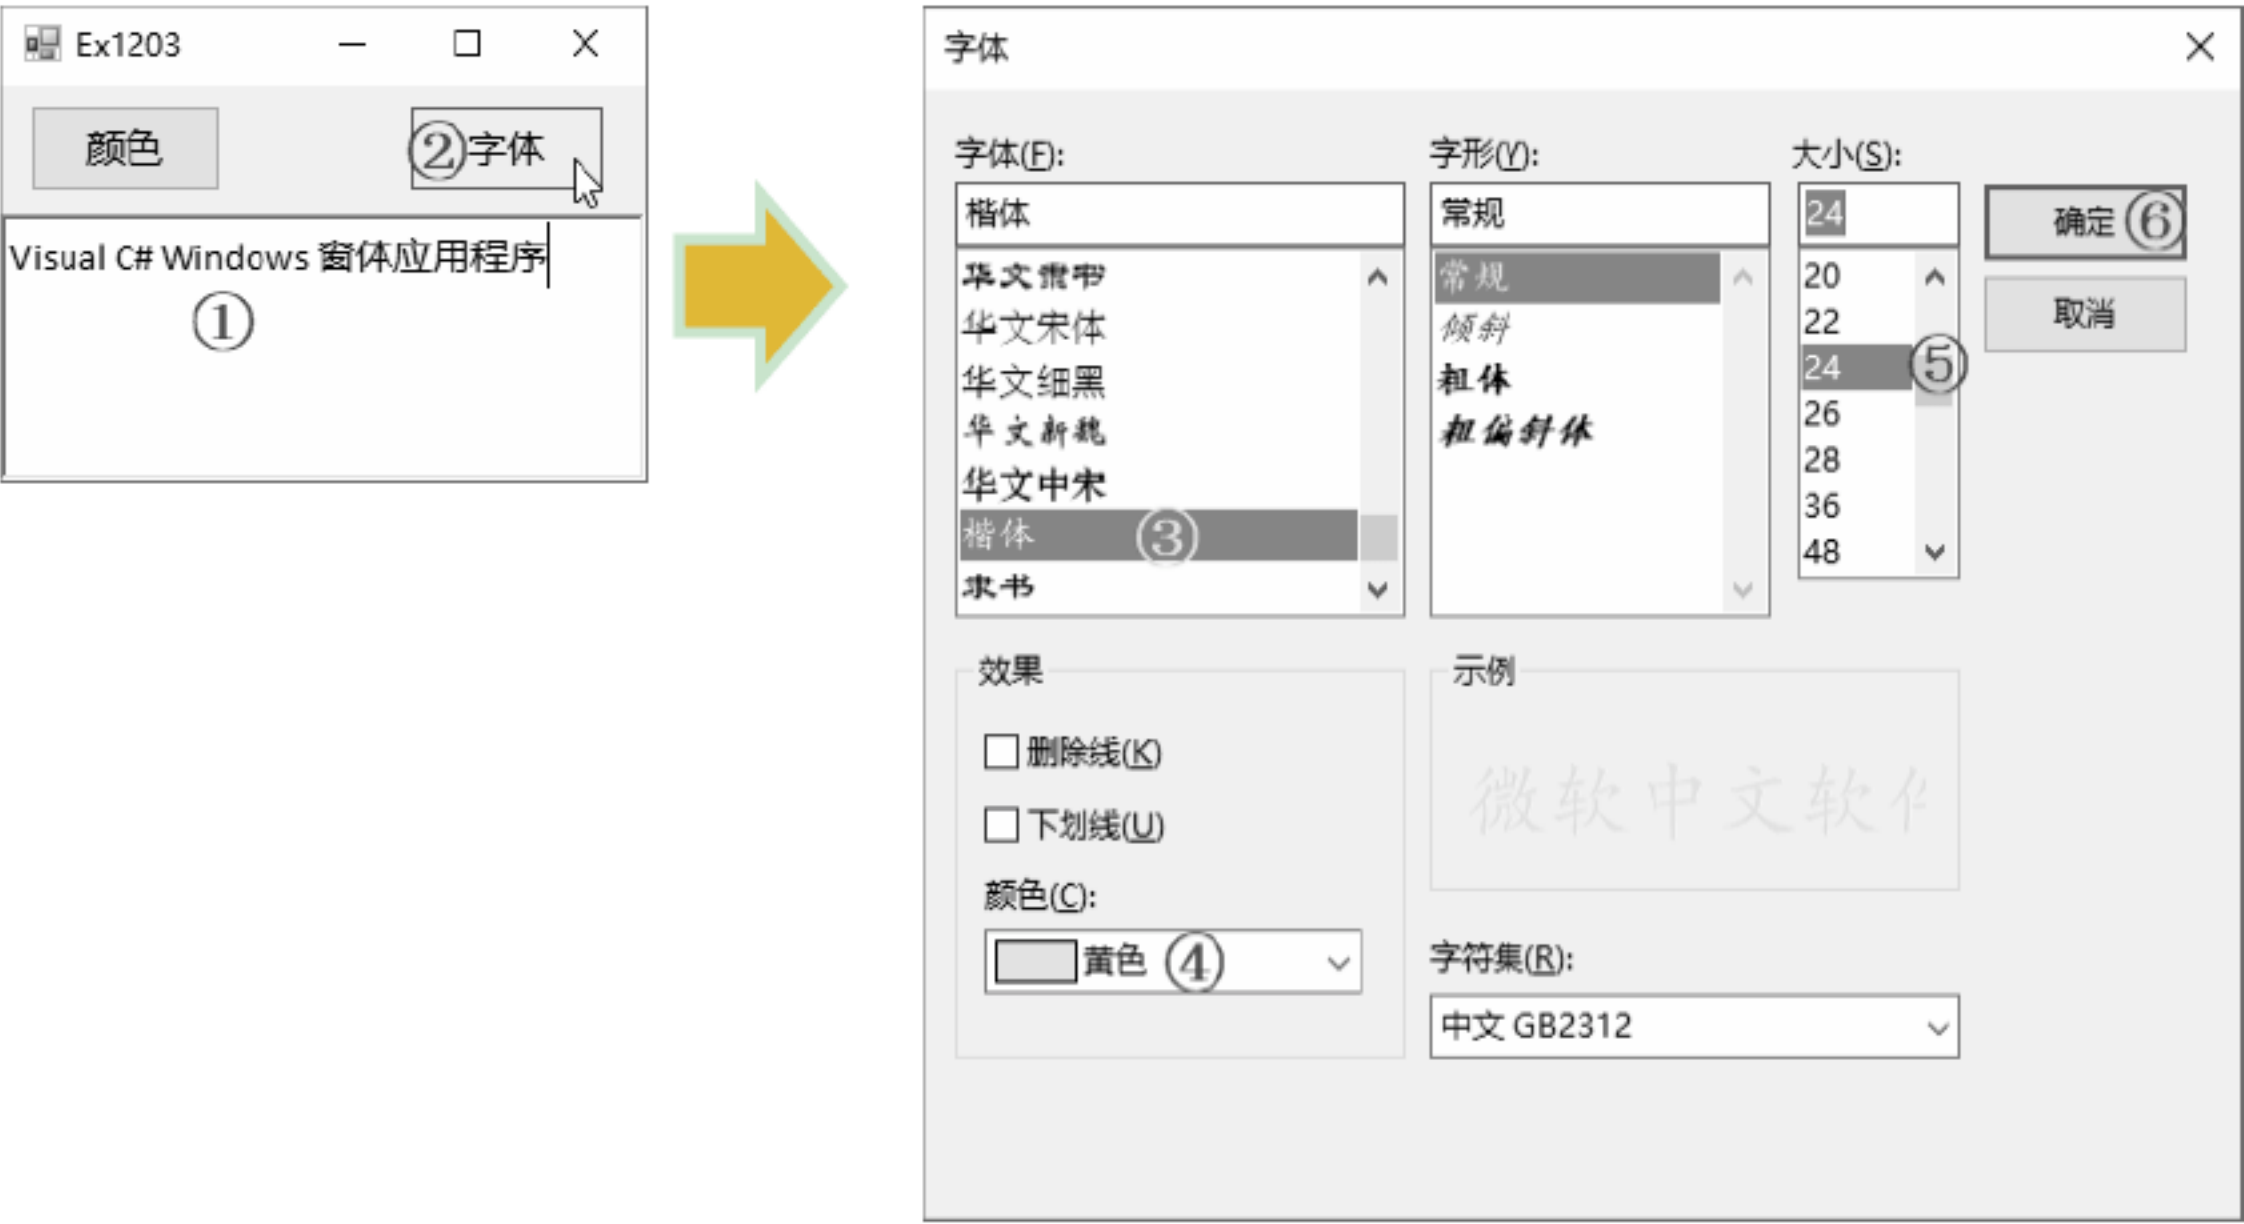 Ex1203
颜色
②字体
Visual C# Windows 窗体应用程序
①
字体
字体(F):
楷体
华文隶书
华文宋体
华文细黑
华文新魏
华文中宋
楷体 ③
隶书
字形(Y):
常规
常规
倾斜
粗体
粗偏斜体
大小(S):
24
20
22
24 ⑤
26
28
36
48
确定 ⑥
取消
效果
删除线(K)
下划线(U)
颜色(C):
黄色 ④
示例
微软中文软
字符集(R):
中文 GB2312